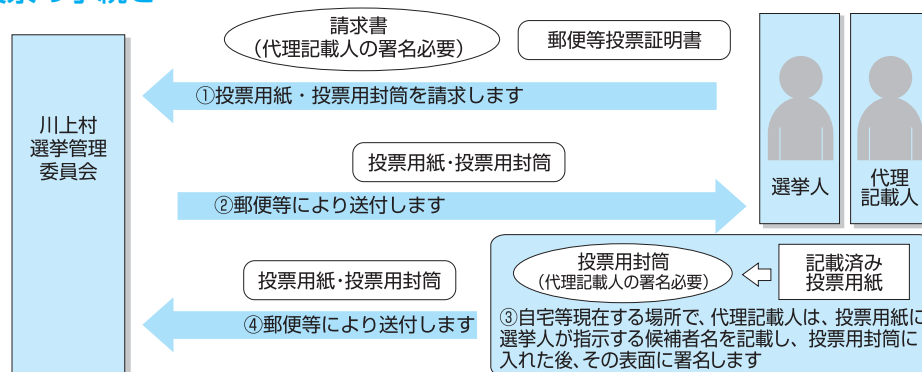 の手続き
請求書
(代理記載人の署名必要)
郵便等投票証明書
①投票用紙・投票用封筒を請求します
川上村
選挙管理
委員会
投票用紙・投票用封筒
②郵便等により送付します
選挙人
代理
記載人
投票用紙・投票用封筒
④郵便等により送付します
投票用封筒
(代理記載人の署名必要)
記載済み
投票用紙
③自宅等現在する場所で、代理記載人は、投票用紙に
選挙人が指示する候補者名を記載し、投票用封筒に
入れた後、その表面に署名します